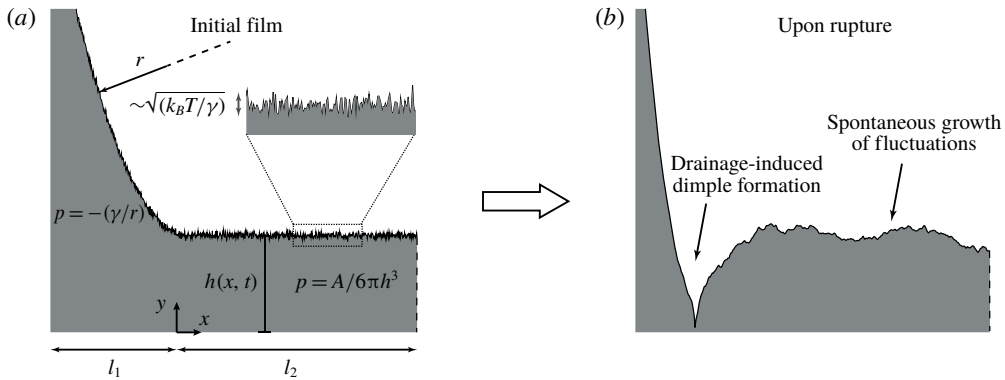 (a)
Initial film
r
~√(k_BT/γ)
p = −(γ/r)
h(x, t)
p = A/6πh³
y
x
l₁
l₂
(b)
Upon rupture
Spontaneous growth
of fluctuations
Drainage-induced
dimple formation